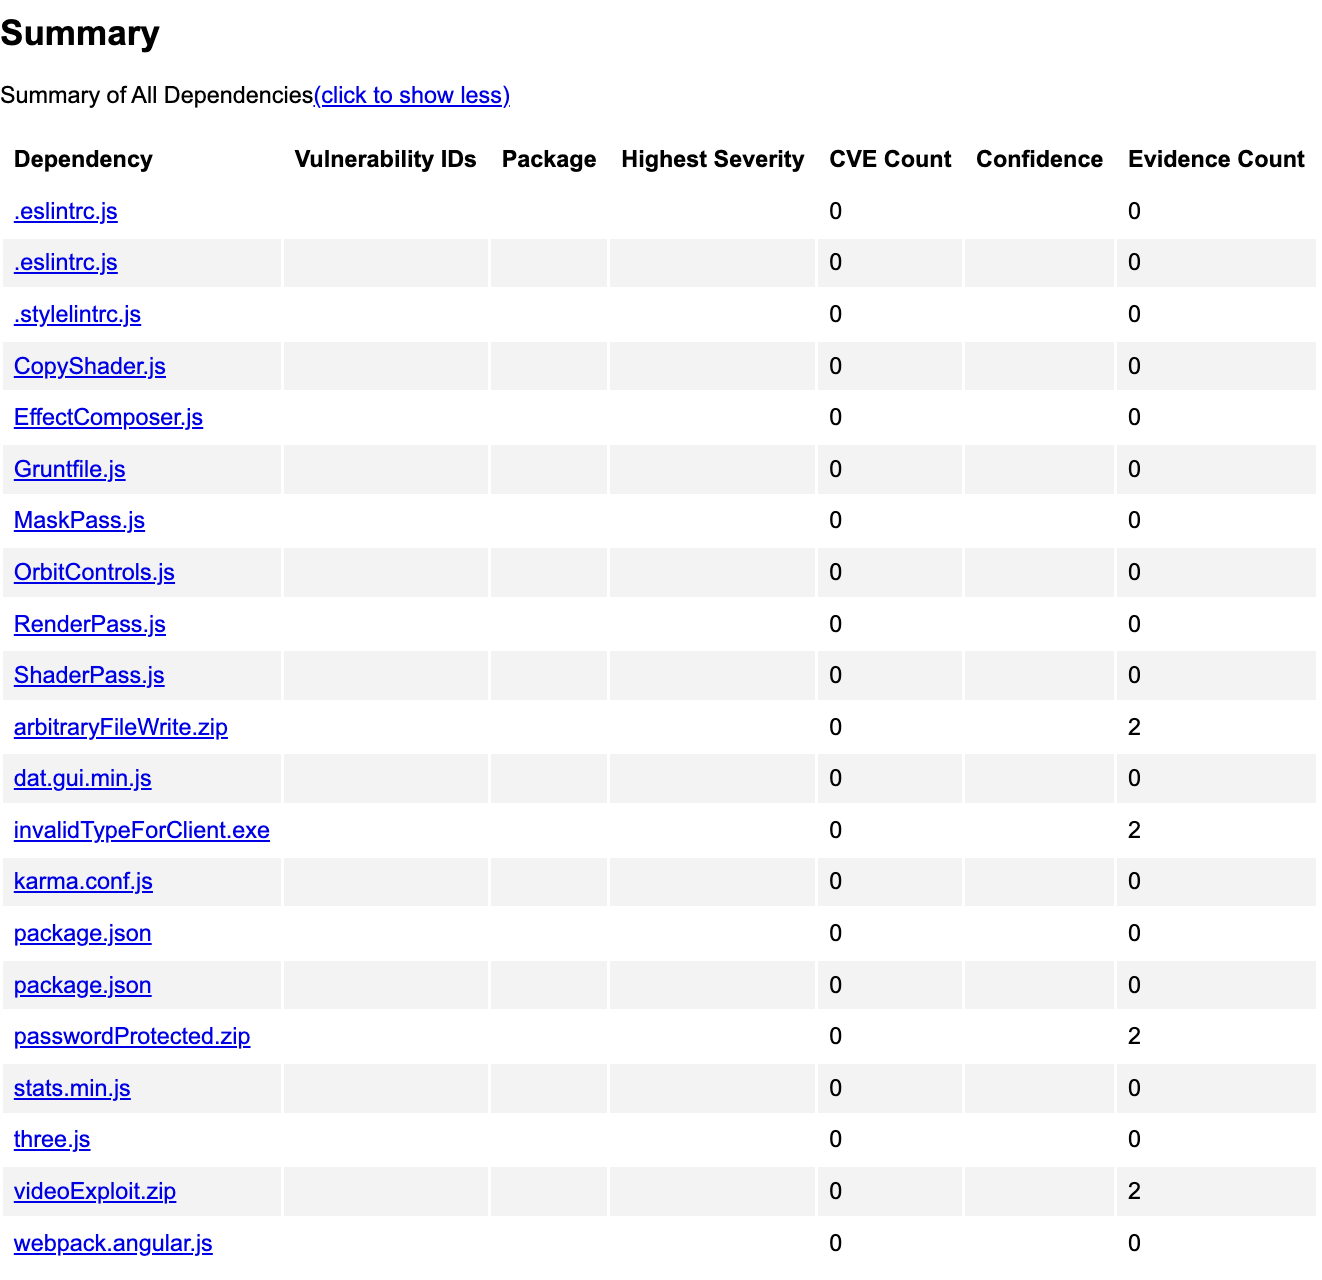 Summary
Summary of All Dependencies(click to show less)
Dependency Vulnerability IDs Package Highest Severity CVE Count Confidence Evidence Count
.eslintrc.js 0 0
.eslintrc.js 0 0
.stylelintrc.js 0 0
CopyShader.js 0 0
EffectComposer.js 0 0
Gruntfile.js 0 0
MaskPass.js 0 0
OrbitControls.js 0 0
RenderPass.js 0 0
ShaderPass.js 0 0
arbitraryFileWrite.zip 0 2
dat.gui.min.js 0 0
invalidTypeForClient.exe 0 2
karma.conf.js 0 0
package.json 0 0
package.json 0 0
passwordProtected.zip 0 2
stats.min.js 0 0
three.js 0 0
videoExploit.zip 0 2
webpack.angular.js 0 0